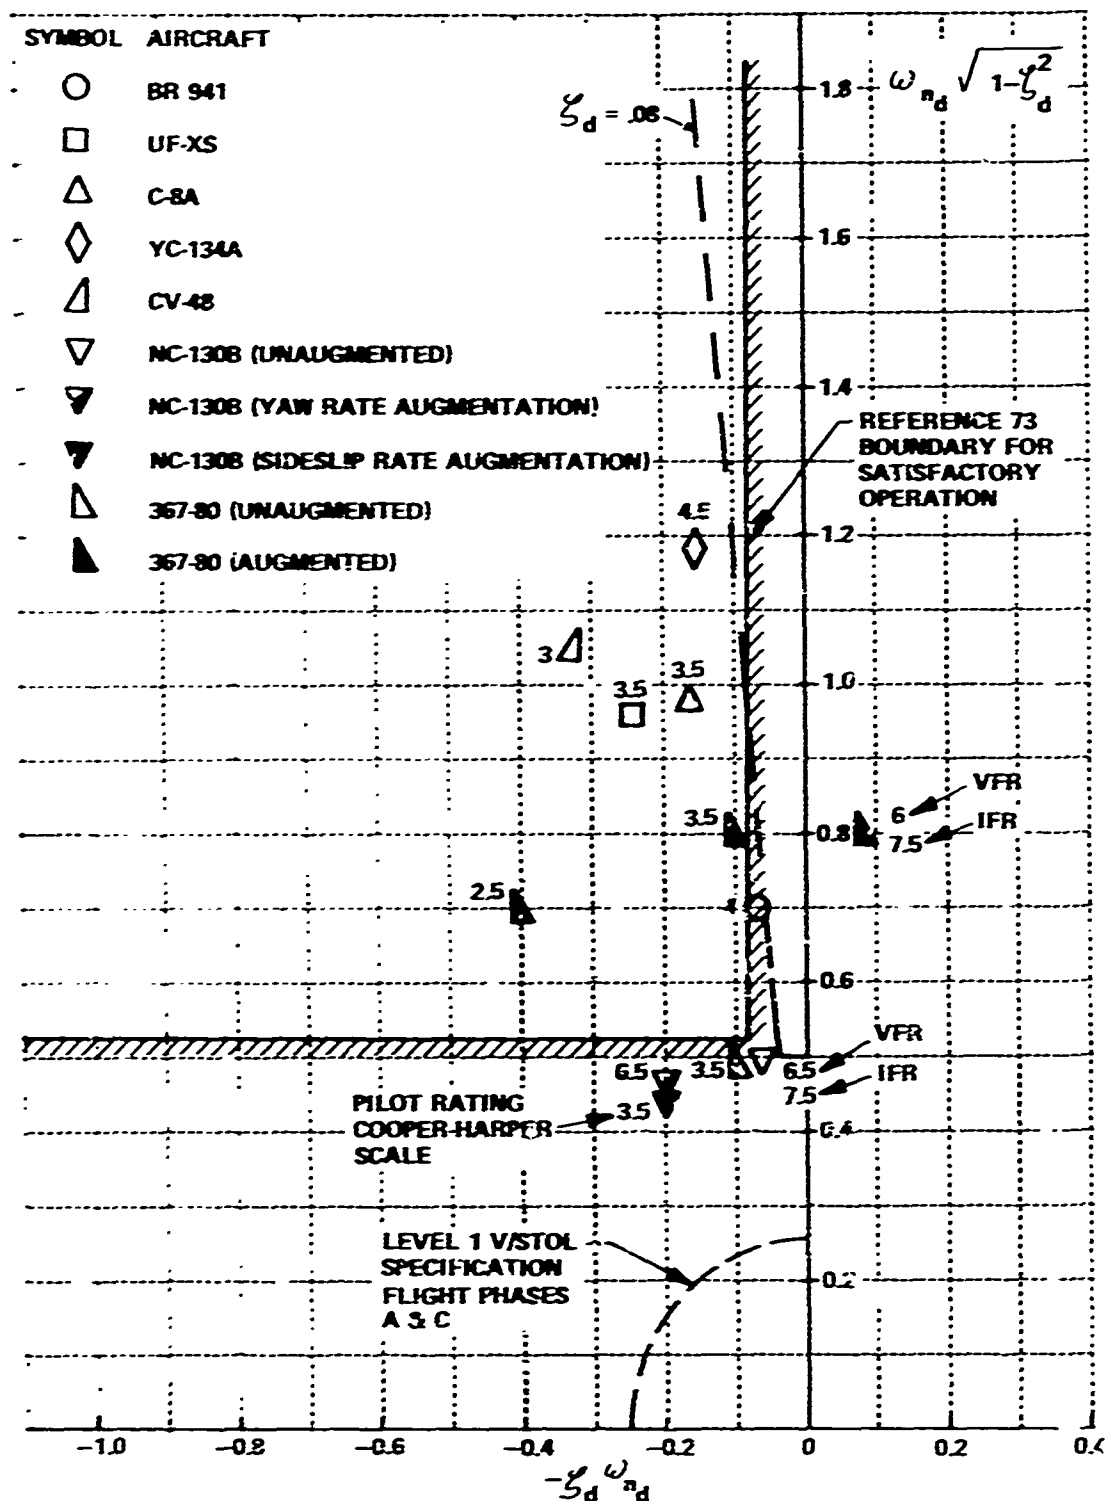 SYMBOL AIRCRAFT
BR 941
UF-XS
C-8A
YC-134A
CV-48
NC-130B (UNAUGMENTED)
NC-130B (YAW RATE AUGMENTATION)
NC-130B (SIDESLIP RATE AUGMENTATION)
367-80 (UNAUGMENTED)
367-80 (AUGMENTED)
ζd = .08
ωnd √1-ζd²
1.8
1.6
1.4
REFERENCE 73
BOUNDARY FOR
SATISFACTORY
OPERATION
4.5
1.2
3
3.5
3.5
1.0
VFR
6
IFR
7.5
3.5
0.8
2.5
4
0.6
VFR
6.5
3.5
6.5
IFR
7.5
PILOT RATING
COOPER-HARPER
SCALE
3.5
0.4
LEVEL 1 V/STOL
SPECIFICATION
FLIGHT PHASES
A & C
0.2
-1.0 -0.8 -0.6 -0.4 -0.2 0 0.2 0.4
-ζd ωnd